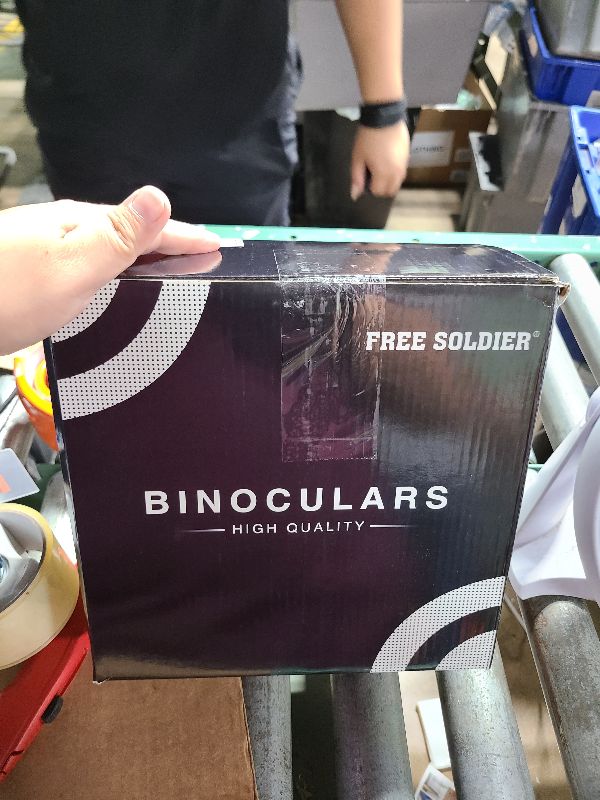 FREE SOLDIER®
BINOCULARS
HIGH QUALITY